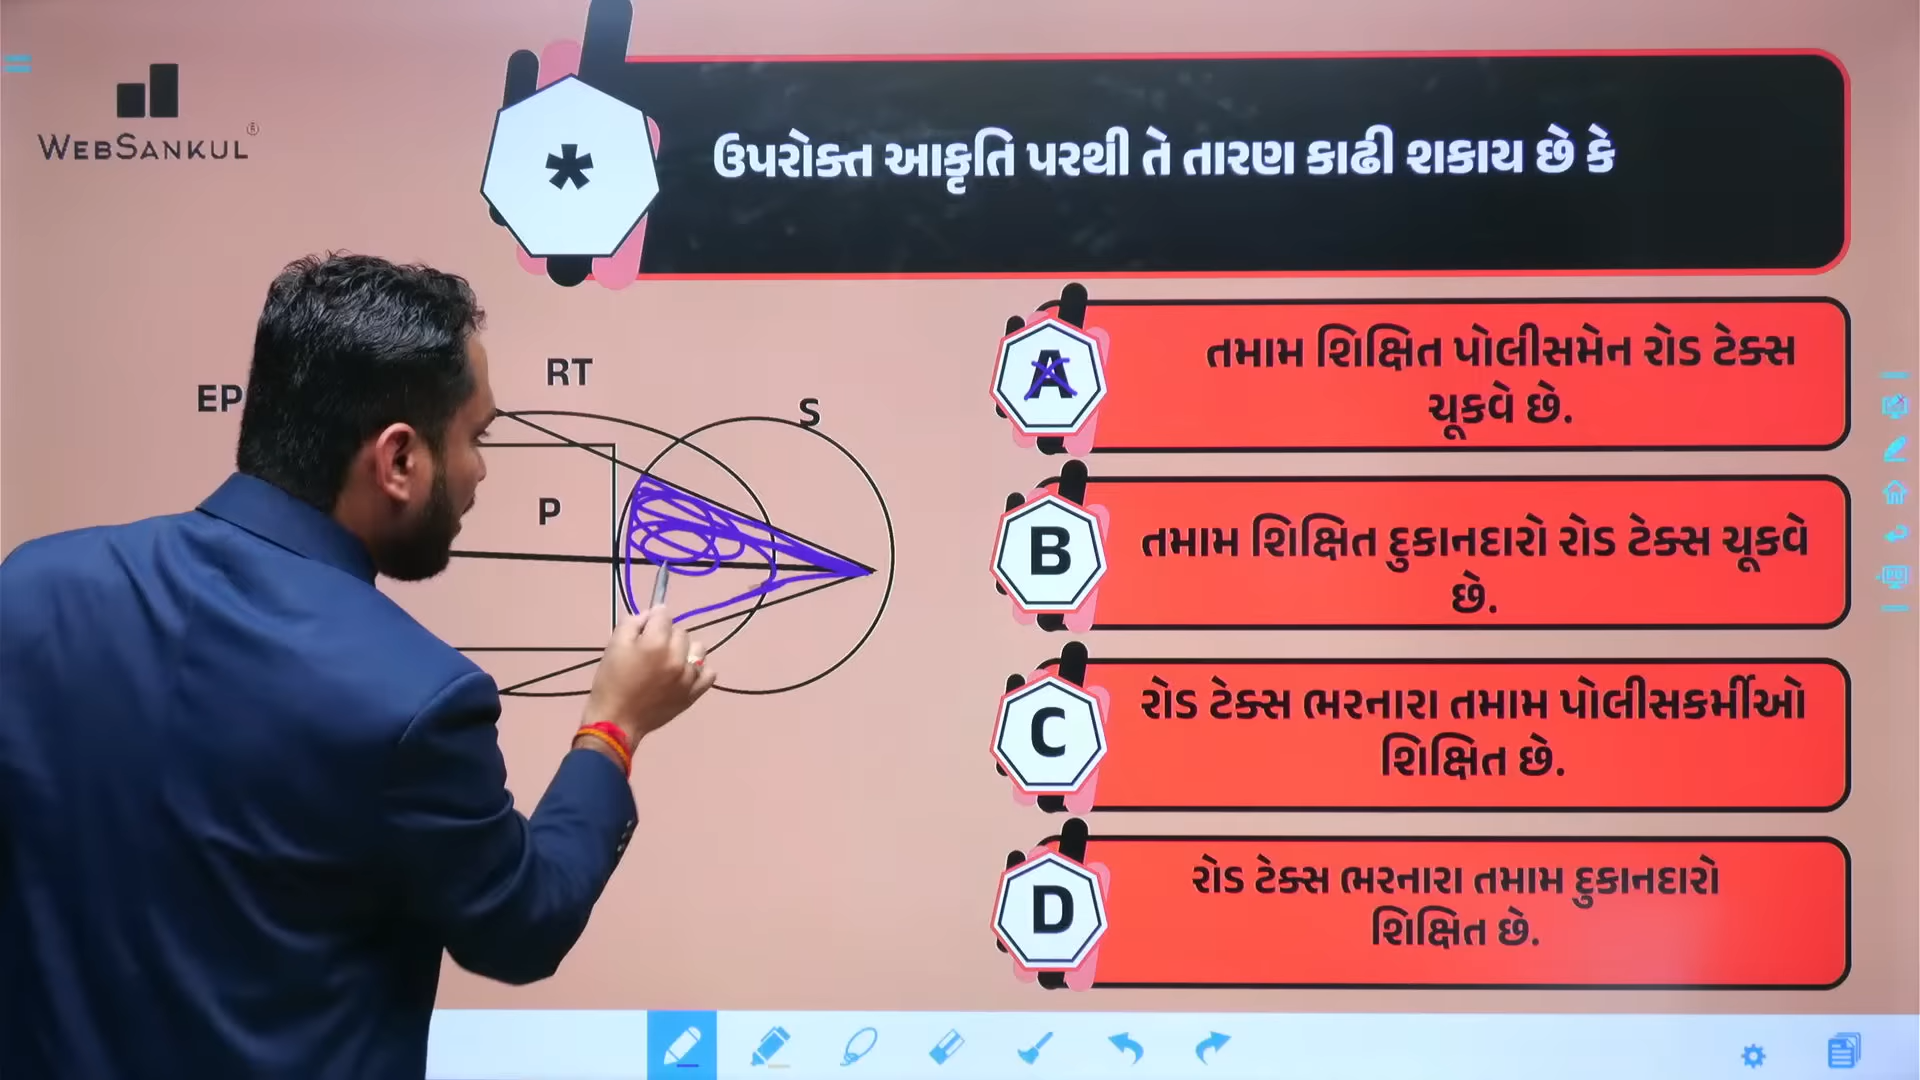 WEBSANKUL®
*
ઉપરોક્ત આકૃતિ પરથી તે તારણ કાઢી શકાય છે કે
EP
RT
S
P
A
તમામ શિક્ષિત પોલીસમેન રોડ ટેક્સ
ચૂકવે છે.
B
તમામ શિક્ષિત દુકાનદારો રોડ ટેક્સ ચૂકવે
છે.
C
રોડ ટેક્સ ભરનારા તમામ પોલીસકર્મીઓ
શિક્ષિત છે.
D
રોડ ટેક્સ ભરનારા તમામ દુકાનદારો
શિક્ષિત છે.